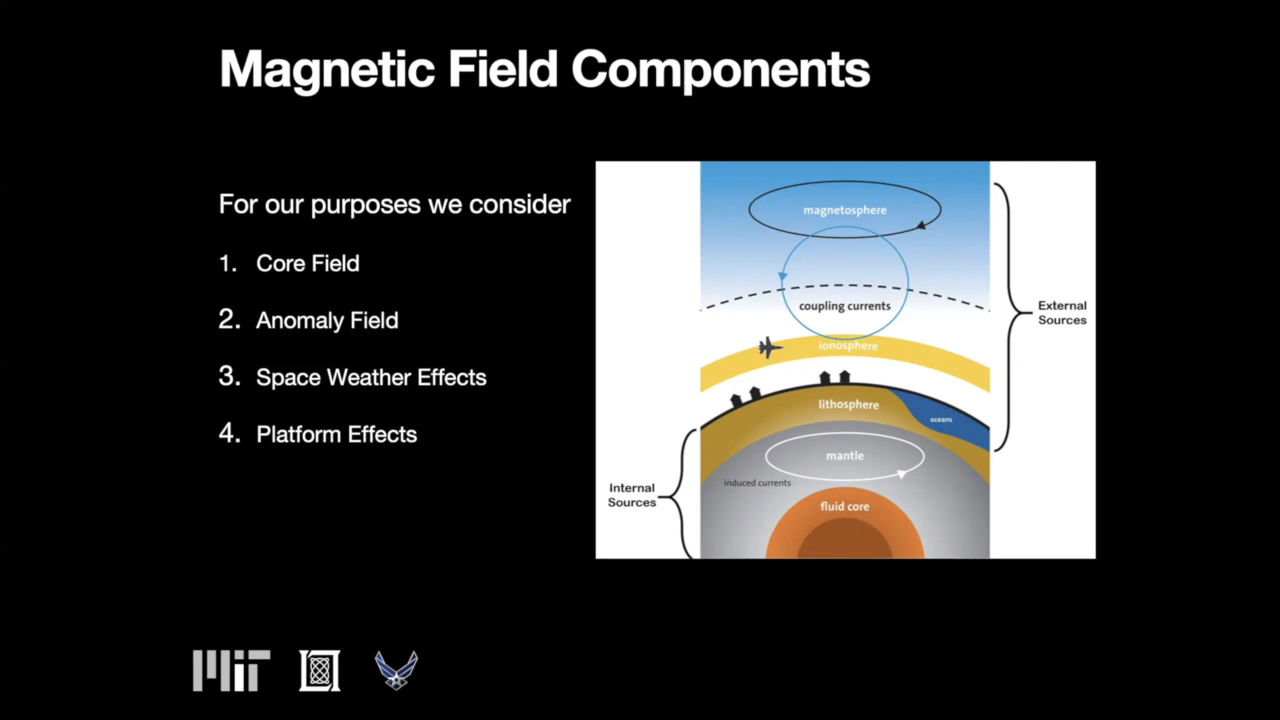 Magnetic Field Components
For our purposes we consider
1. Core Field
2. Anomaly Field
3. Space Weather Effects
4. Platform Effects
magnetosphere
coupling currents
ionosphere
lithosphere
oceans
mantle
induced currents
fluid core
External
Sources
Internal
Sources
MIT